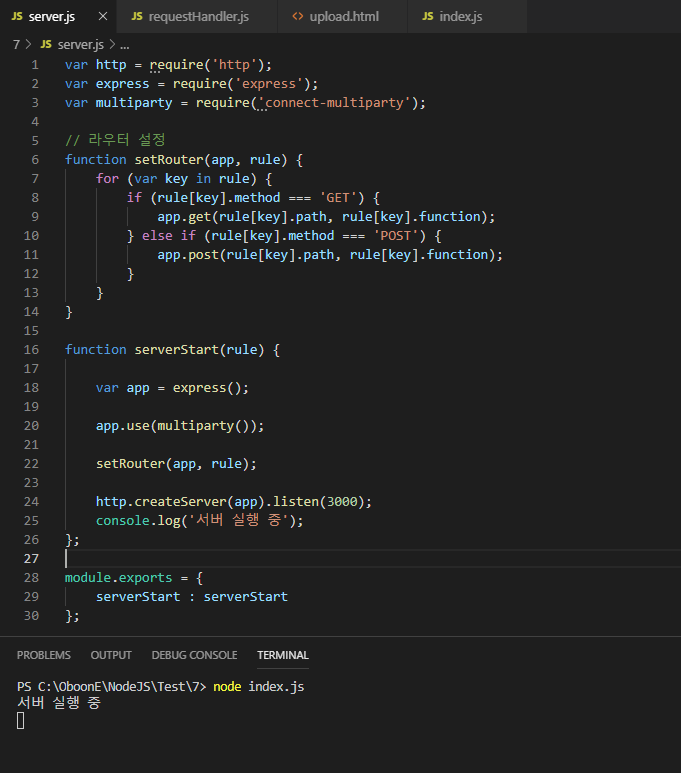 JS server.js × JS requestHandler.js <> upload.html JS index.js
7 > JS server.js > ...
1 var http = require('http');
2 var express = require('express');
3 var multiparty = require('connect-multiparty');
4
5 // 라우터 설정
6 function setRouter(app, rule) {
7 for (var key in rule) {
8 if (rule[key].method === 'GET') {
9 app.get(rule[key].path, rule[key].function);
10 } else if (rule[key].method === 'POST') {
11 app.post(rule[key].path, rule[key].function);
12 }
13 }
14 }
15
16 function serverStart(rule) {
17
18 var app = express();
19
20 app.use(multiparty());
21
22 setRouter(app, rule);
23
24 http.createServer(app).listen(3000);
25 console.log('서버 실행 중');
26 };
27
28 module.exports = {
29 serverStart : serverStart
30 };
PROBLEMS OUTPUT DEBUG CONSOLE TERMINAL
PS C:\OboonE\NodeJS\Test\7> node index.js
서버 실행 중